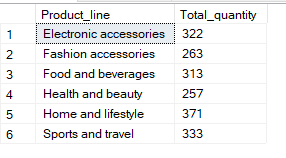 Product_line Total_quantity
1 Electronic accessories 322
2 Fashion accessories 263
3 Food and beverages 313
4 Health and beauty 257
5 Home and lifestyle 371
6 Sports and travel 333